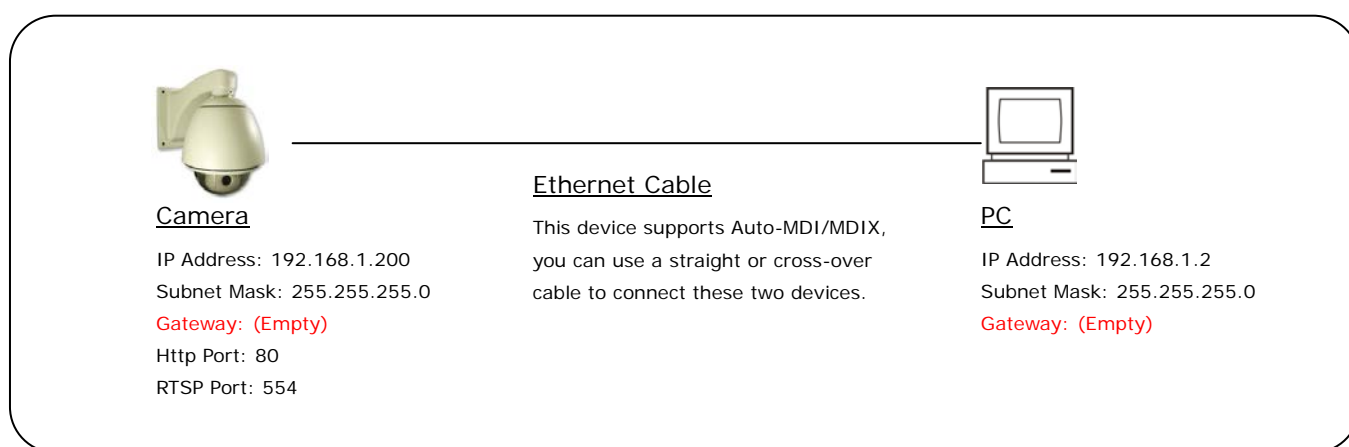 Camera
IP Address: 192.168.1.200
Subnet Mask: 255.255.255.0
Gateway: (Empty)
Http Port: 80
RTSP Port: 554
Ethernet Cable
This device supports Auto-MDI/MDIX,
you can use a straight or cross-over
cable to connect these two devices.
PC
IP Address: 192.168.1.2
Subnet Mask: 255.255.255.0
Gateway: (Empty)